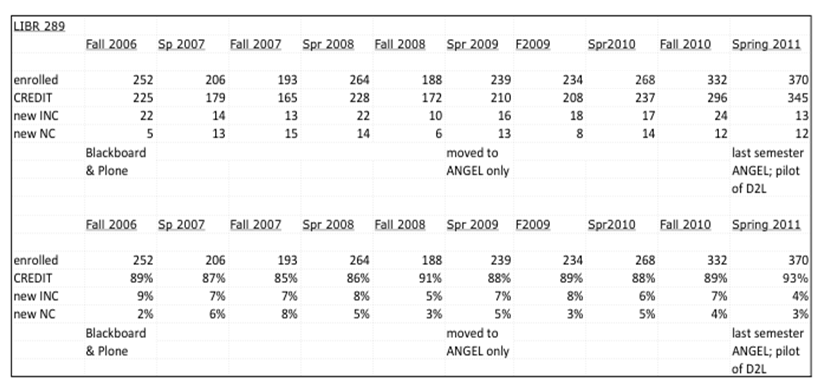 LIBR 289
Fall 2006 Sp 2007 Fall 2007 Spr 2008 Fall 2008 Spr 2009 F2009 Spr2010 Fall 2010 Spring 2011
enrolled 252 206 193 264 188 239 234 268 332 370
CREDIT 225 179 165 228 172 210 208 237 296 345
new INC 22 14 13 22 10 16 18 17 24 13
new NC 5 13 15 14 6 13 8 14 12 12
Blackboard moved to last semester
& Plone ANGEL only ANGEL; pilot
of D2L
Fall 2006 Sp 2007 Fall 2007 Spr 2008 Fall 2008 Spr 2009 F2009 Spr2010 Fall 2010 Spring 2011
enrolled 252 206 193 264 188 239 234 268 332 370
CREDIT 89% 87% 85% 86% 91% 88% 89% 88% 89% 93%
new INC 9% 7% 7% 8% 5% 7% 8% 6% 7% 4%
new NC 2% 6% 8% 5% 3% 5% 3% 5% 4% 3%
Blackboard moved to last semester
& Plone ANGEL only ANGEL; pilot
of D2L